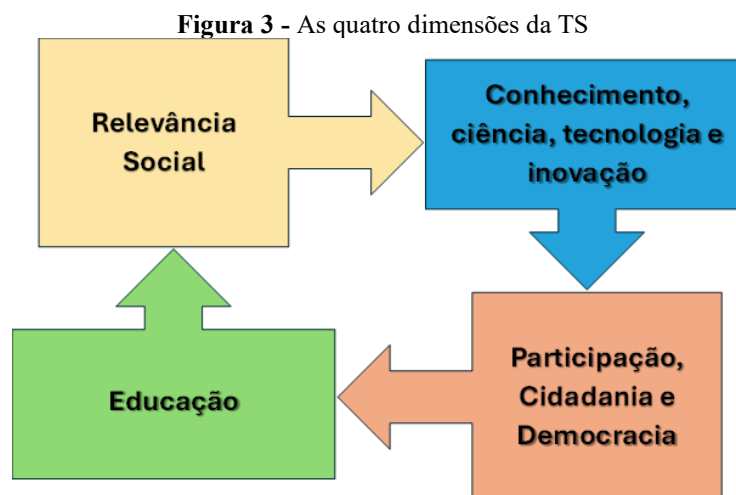 Figura 3 - As quatro dimensões da TS
Relevância
Social
Conhecimento,
ciência, tecnologia e
inovação
Participação,
Cidadania e
Democracia
Educação